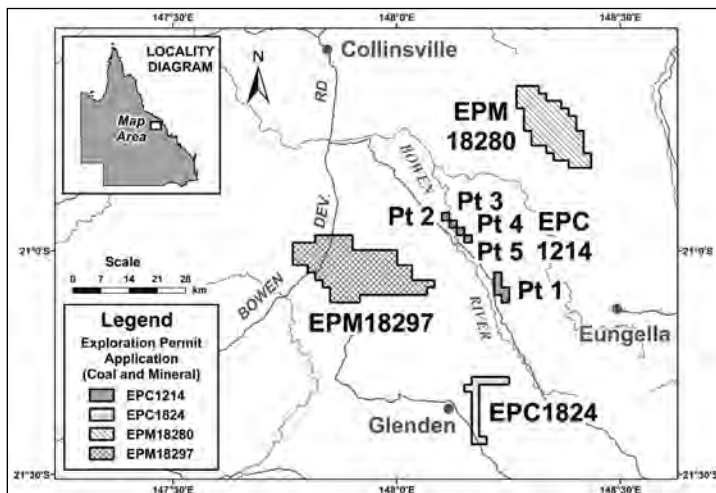 147°30'E
148°0'E
148°30'E
LOCALITY
DIAGRAM
Map
Area
N
Collinsville
RD
DEV.
BOWEN
BOWEN
RIVER
EPM
18280
Pt 3
Pt 2
Pt 4
EPC
1214
Pt 5
Pt 1
21°0'S
21°0'S
Scale
0 7 14 21 28
km
EPM18297
Eungella
Legend
Exploration Permit
Application
(Coal and Mineral)
EPC1214
EPC1824
EPM18280
EPM18297
EPC1824
Glenden
21°30'S
21°30'S
147°30'E
148°0'E
148°30'E